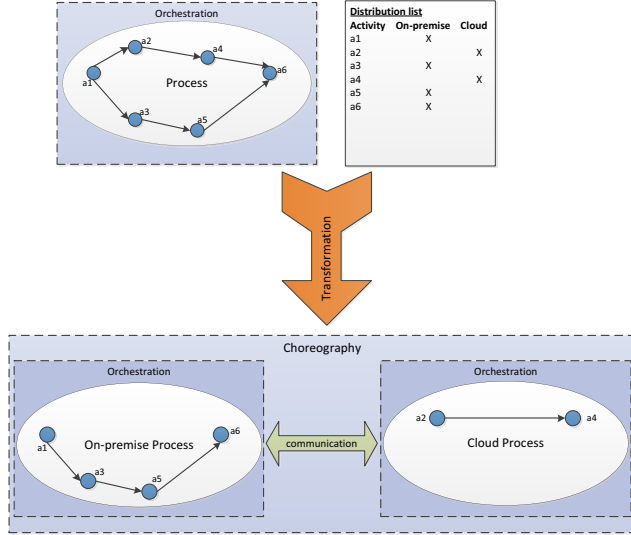 Orchestration
a2
a4
a1
Process
a6
a3
a5
Distribution list
Activity On-premise Cloud
a1 X
a2 X
a3 X
a4 X
a5 X
a6 X
Transformation
Choreography
Orchestration
a1
On-premise Process
a6
a3
a5
communication
Orchestration
a2
a4
Cloud Process